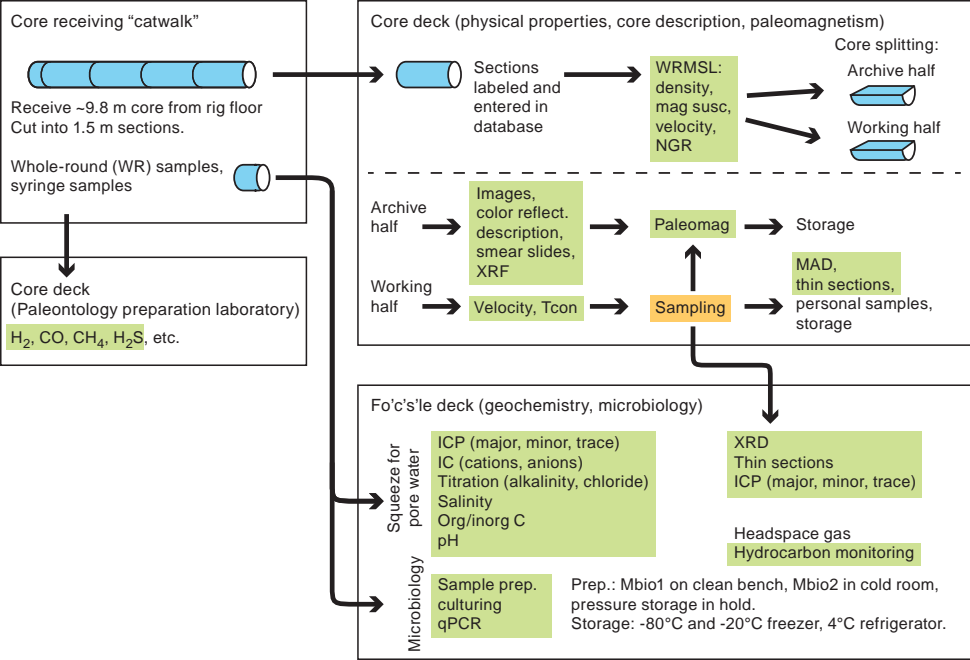 Core receiving “catwalk”
Receive ~9.8 m core from rig floor
Cut into 1.5 m sections.
Whole-round (WR) samples,
syringe samples
Core deck
(Paleontology preparation laboratory)
H2, CO, CH4, H2S, etc.
Core deck (physical properties, core description, paleomagnetism)
Sections
labeled and
entered in
database
WRMSL:
density,
mag susc,
velocity,
NGR
Core splitting:
Archive half
Working half
Archive
half
Images,
color reflect.
description,
smear slides,
XRF
Paleomag
Storage
Working
half
Velocity, Tcon
Sampling
MAD,
thin sections,
personal samples,
storage
Fo’c’s’le deck (geochemistry, microbiology)
Squeeze for
pore water
ICP (major, minor, trace)
IC (cations, anions)
Titration (alkalinity, chloride)
Salinity
Org/inorg C
pH
XRD
Thin sections
ICP (major, minor, trace)
Headspace gas
Hydrocarbon monitoring
Microbiology
Sample prep.
culturing
qPCR
Prep.: Mbio1 on clean bench, Mbio2 in cold room,
pressure storage in hold.
Storage: -80°C and -20°C freezer, 4°C refrigerator.